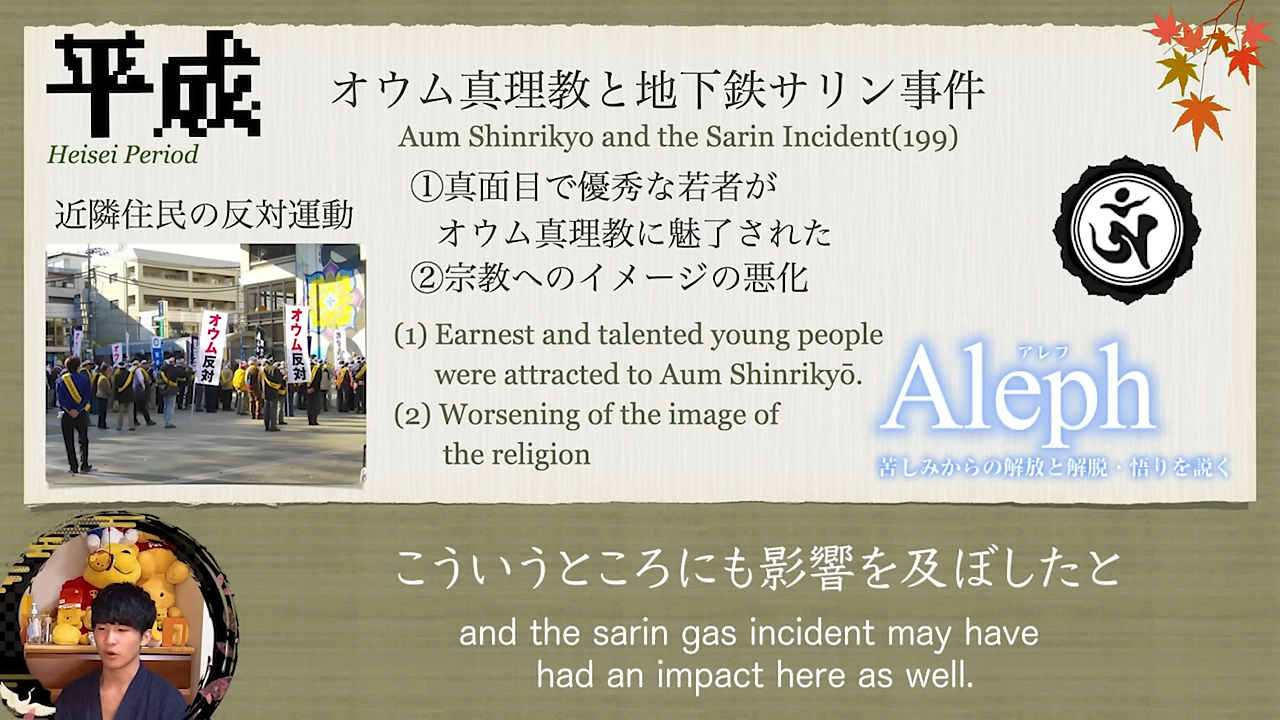 平成
Heisei Period
オウム真理教と地下鉄サリン事件
Aum Shinrikyo and the Sarin Incident(199)
近隣住民の反対運動
①真面目で優秀な若者が
オウム真理教に魅了された
②宗教へのイメージの悪化
(1) Earnest and talented young people
were attracted to Aum Shinrikyō.
(2) Worsening of the image of
the religion
オウム反対
オウム反対
アレフ
Aleph
苦しみからの解放と解脱・悟りを説く
こういうところにも影響を及ぼしたと
and the sarin gas incident may have
had an impact here as well.